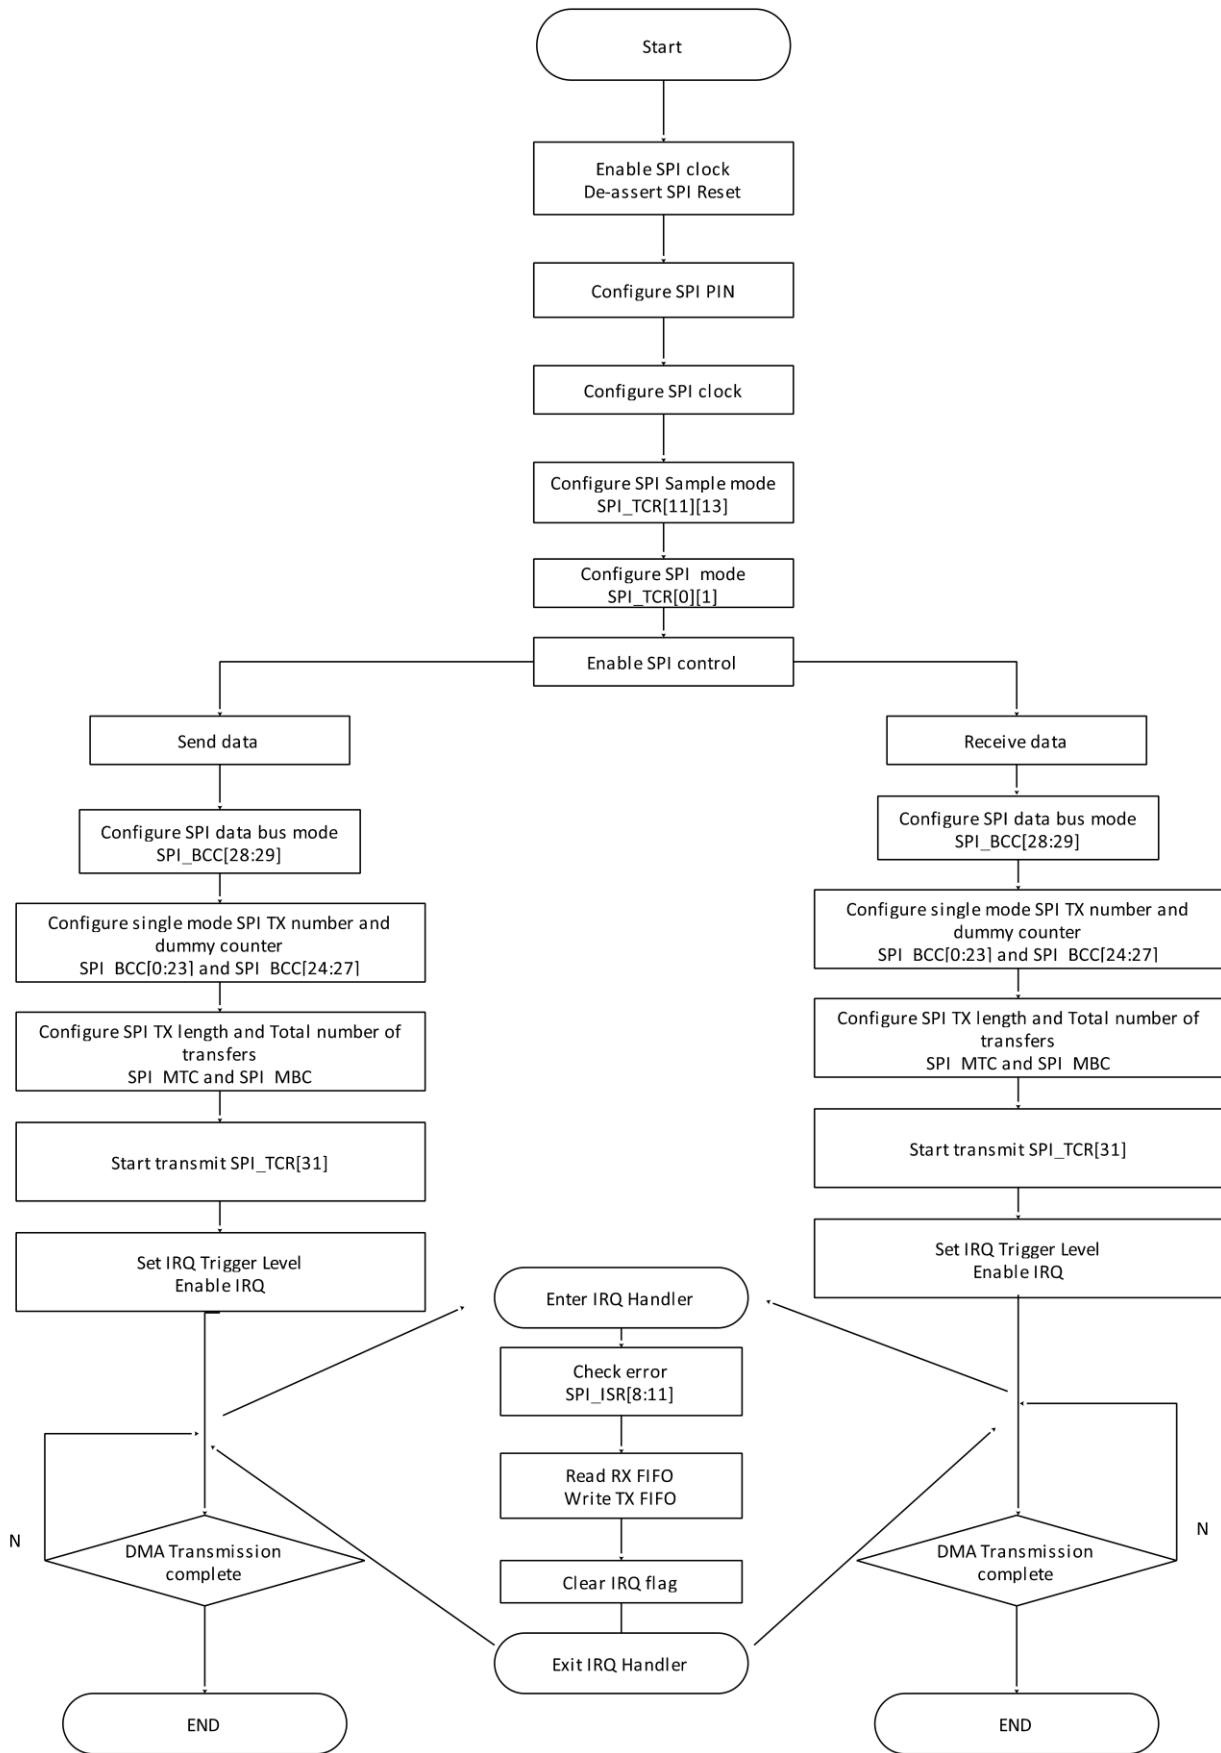 Start
Enable SPI clock
De-assert SPI Reset
Configure SPI PIN
Configure SPI clock
Configure SPI Sample mode
SPI_TCR[11][13]
Configure SPI  mode
SPI_TCR[0][1]
Enable SPI control
Send data
Configure SPI data bus mode
SPI_BCC[28:29]
Configure single mode SPI TX number and
dummy counter
SPI_BCC[0:23] and SPI_BCC[24:27]
Configure SPI TX length and Total number of
transfers
SPI_MTC and SPI_MBC
Start transmit SPI_TCR[31]
Set IRQ Trigger Level
Enable IRQ
N
DMA Transmission
complete
END
Enter IRQ Handler
Check error
SPI_ISR[8:11]
Read RX FIFO
Write TX FIFO
Clear IRQ flag
Exit IRQ Handler
Receive data
Configure SPI data bus mode
SPI_BCC[28:29]
Configure single mode SPI TX number and
dummy counter
SPI_BCC[0:23] and SPI_BCC[24:27]
Configure SPI TX length and Total number of
transfers
SPI_MTC and SPI_MBC
Start transmit SPI_TCR[31]
Set IRQ Trigger Level
Enable IRQ
N
DMA Transmission
complete
END